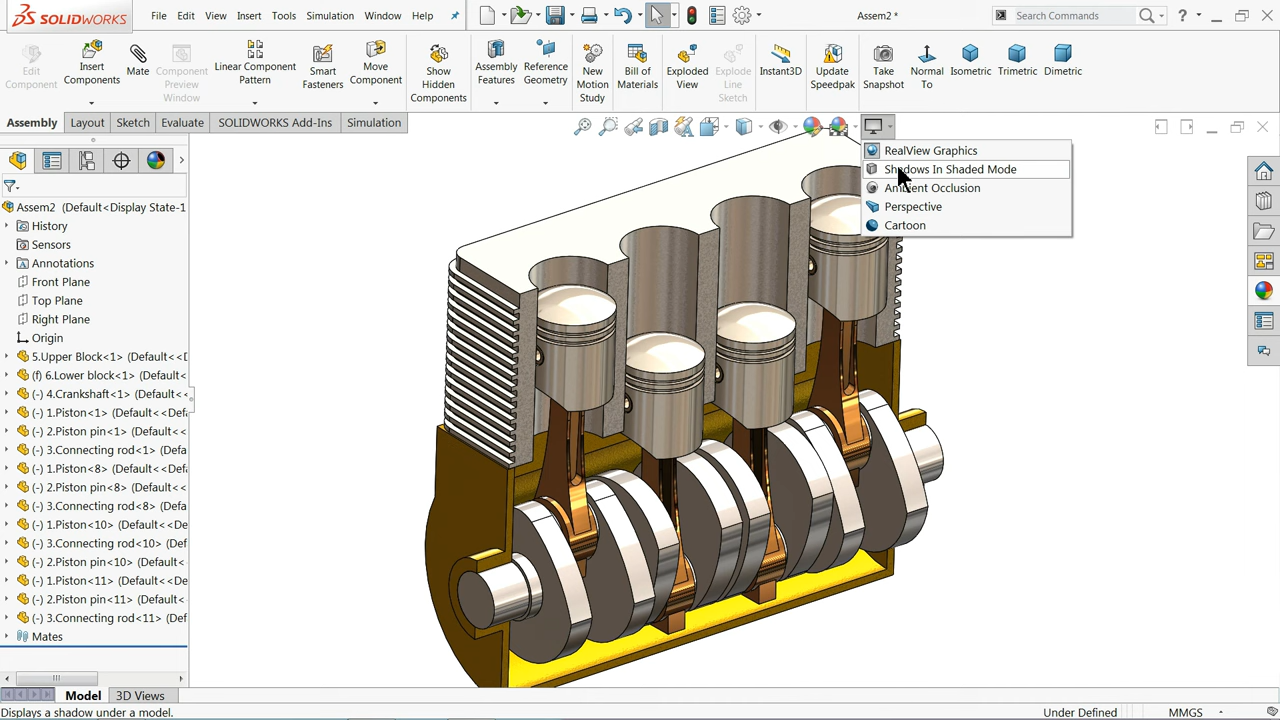 SOLIDWORKS
File Edit View Insert Tools Simulation Window Help
Assem2 *
Search Commands
?
Edit Component
Insert Components
Mate
Component Preview Window
Linear Component Pattern
Smart Fasteners
Move Component
Show Hidden Components
Assembly Features
Reference Geometry
New Motion Study
Bill of Materials
Exploded View
Explode Line Sketch
Instant3D
Update Speedpak
Take Snapshot
Normal To
Isometric
Trimetric
Dimetric
Assembly Layout Sketch Evaluate SOLIDWORKS Add-Ins Simulation
RealView Graphics
Shadows In Shaded Mode
Ambient Occlusion
Perspective
Cartoon
Assem2 (Default<Display State-1
History
Sensors
Annotations
Front Plane
Top Plane
Right Plane
Origin
5.Upper Block<1> (Default<<D
(f) 6.Lower block<1> (Default<
(-) 4.Crankshaft<1> (Default<<
(-) 1.Piston<1> (Default<<Def
(-) 2.Piston pin<1> (Default<<
(-) 3.Connecting rod<1> (Defa
(-) 1.Piston<8> (Default<<Defa
(-) 2.Piston pin<8> (Default<<
(-) 3.Connecting rod<8> (Defa
(-) 1.Piston<10> (Default<<De
(-) 3.Connecting rod<10> (Def
(-) 2.Piston pin<10> (Default<
(-) 1.Piston<11> (Default<<De
(-) 2.Piston pin<11> (Default<
(-) 3.Connecting rod<11> (Def
Mates
Model 3D Views
Displays a shadow under a model.
Under Defined
MMGS